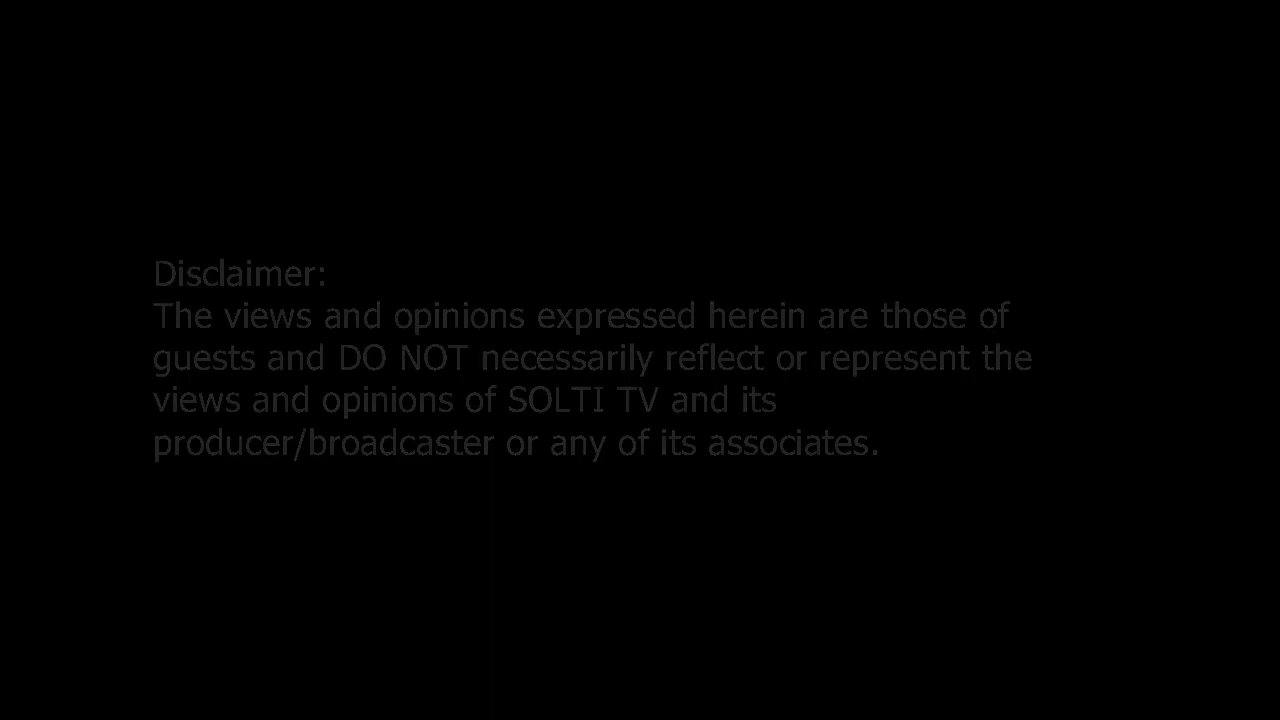 Disclaimer:
The views and opinions expressed herein are those of
guests and DO NOT necessarily reflect or represent the
views and opinions of SOLTI TV and its
producer/broadcaster or any of its associates.